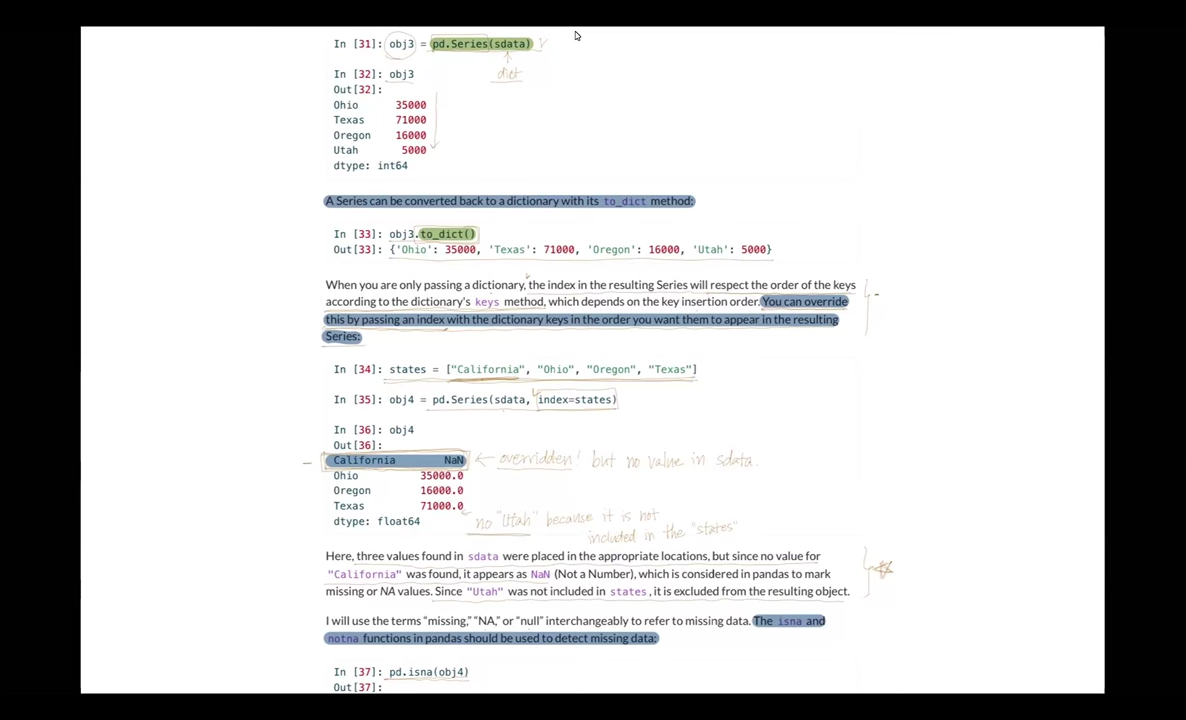 In [31]: obj3 = pd.Series(sdata)
dict
In [32]: obj3
Out[32]:
Ohio 35000
Texas 71000
Oregon 16000
Utah 5000
dtype: int64
A Series can be converted back to a dictionary with its to_dict method:
In [33]: obj3.to_dict()
Out[33]: {'Ohio': 35000, 'Texas': 71000, 'Oregon': 16000, 'Utah': 5000}
When you are only passing a dictionary, the index in the resulting Series will respect the order of the keys
according to the dictionary's keys method, which depends on the key insertion order. You can override
this by passing an index with the dictionary keys in the order you want them to appear in the resulting
Series:
In [34]: states = ["California", "Ohio", "Oregon", "Texas"]
In [35]: obj4 = pd.Series(sdata, index=states)
In [36]: obj4
Out[36]:
California NaN ← overridden! but no value in sdata.
Ohio 35000.0
Oregon 16000.0
Texas 71000.0
dtype: float64
no "Utah" because it is not
included in the "states"
Here, three values found in sdata were placed in the appropriate locations, but since no value for
"California" was found, it appears as NaN (Not a Number), which is considered in pandas to mark
missing or NA values. Since "Utah" was not included in states, it is excluded from the resulting object.
I will use the terms “missing,” “NA,” or “null” interchangeably to refer to missing data. The isna and
notna functions in pandas should be used to detect missing data:
In [37]: pd.isna(obj4)
Out[37]: